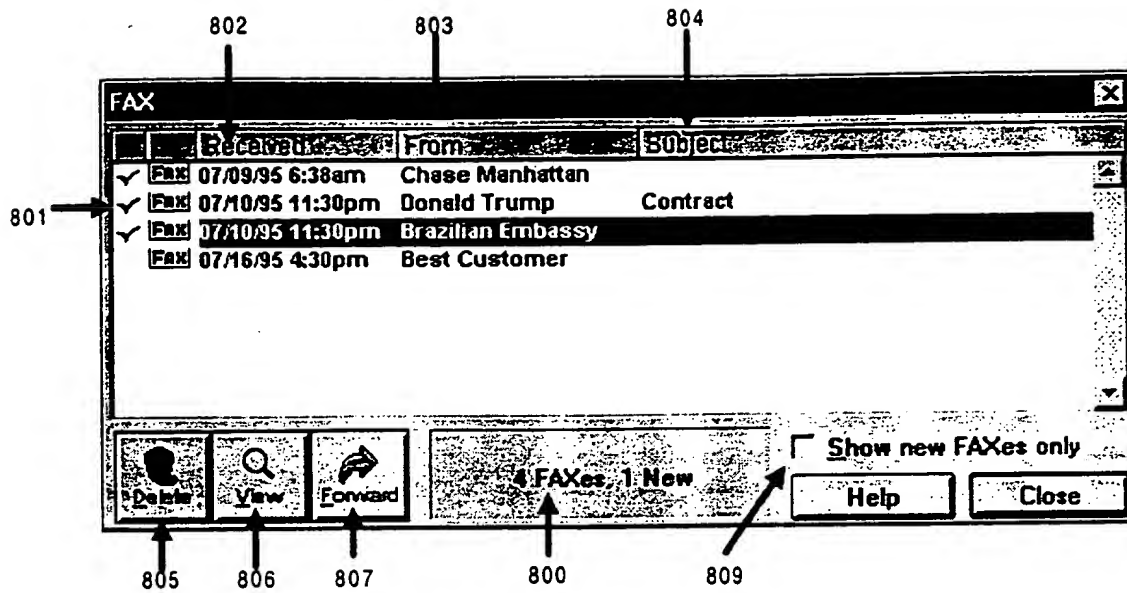 802 803 804
FAX
Received From Subject
Fax 07/09/95 6:38am Chase Manhattan
801
Fax 07/10/95 11:30pm Donald Trump Contract
Fax 07/10/95 11:30pm Brazilian Embassy
Fax 07/16/95 4:30pm Best Customer
Show new FAXes only
Delete View Forward 4 FAXes, 1 New Help Close
805 806 807 800 809